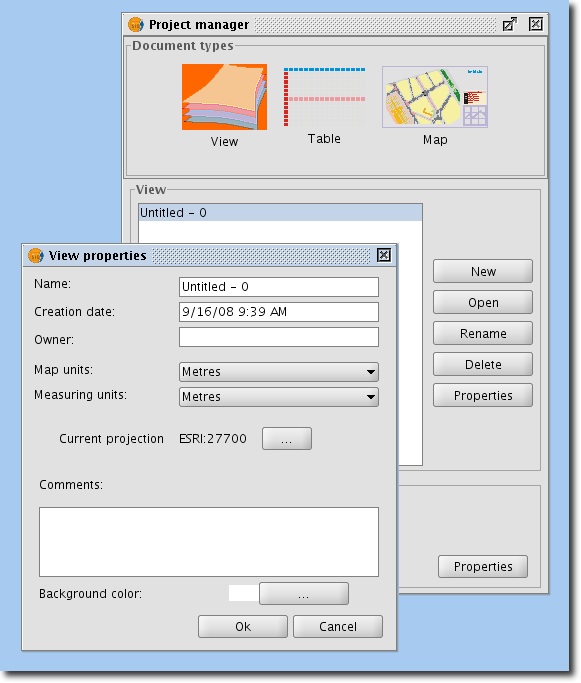 Project manager
Document types
View
Table
Map
View
Untitled - 0
New
Open
Rename
Delete
Properties
Properties
View properties
Name:
Untitled - 0
Creation date:
9/16/08 9:39 AM
Owner:
Map units:
Metres
Measuring units:
Metres
Current projection
ESRI:27700
...
Comments:
Background color:
...
Ok
Cancel